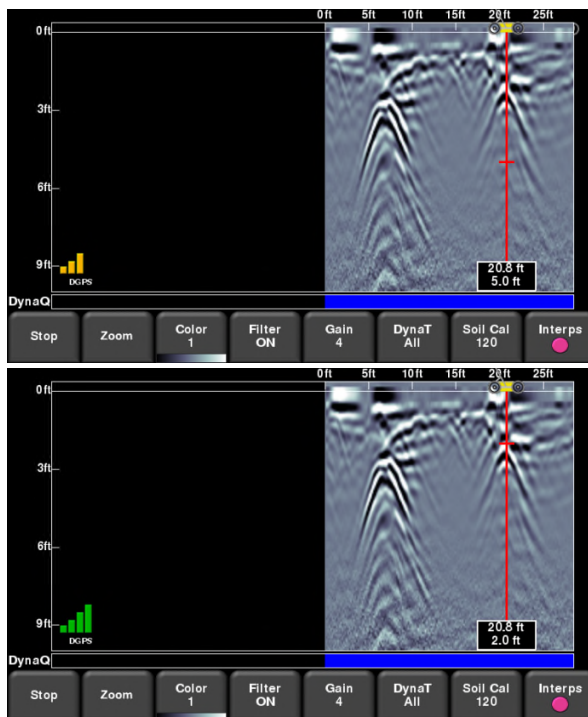 0ft 5ft 10ft 15ft 20ft 25ft
0ft
3ft
6ft
9ft
DGPS
20.8 ft
5.0 ft
DynaQ
Stop Zoom Color 1 Filter ON Gain 4 DynaT All Soil Cal 120 Interps
0ft 5ft 10ft 15ft 20ft 25ft
0ft
3ft
6ft
9ft
DGPS
20.8 ft
2.0 ft
DynaQ
Stop Zoom Color 1 Filter ON Gain 4 DynaT All Soil Cal 120 Interps